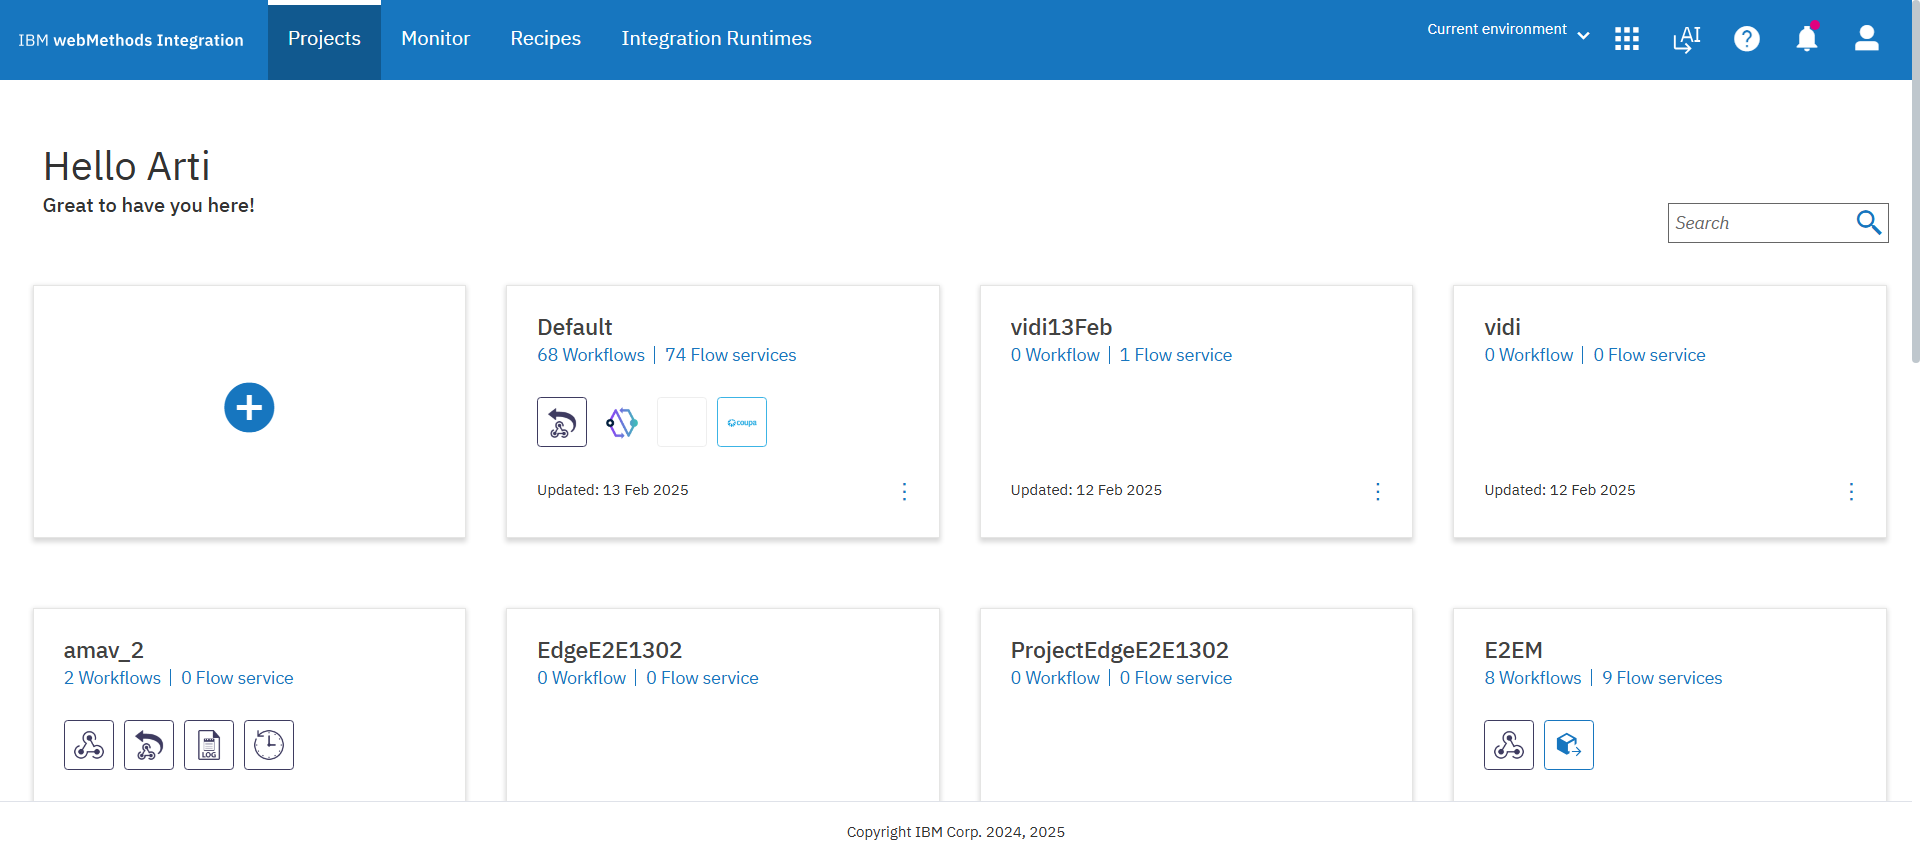 IBM webMethods Integration
Projects
Monitor
Recipes
Integration Runtimes
Current environment
AI
?
Hello Arti
Great to have you here!
Search
Default
68 Workflows | 74 Flow services
coupa
Updated: 13 Feb 2025
vidi13Feb
0 Workflow | 1 Flow service
Updated: 12 Feb 2025
vidi
0 Workflow | 0 Flow service
Updated: 12 Feb 2025
amav_2
2 Workflows | 0 Flow service
LOG
EdgeE2E1302
0 Workflow | 0 Flow service
ProjectEdgeE2E1302
0 Workflow | 0 Flow service
E2EM
8 Workflows | 9 Flow services
Copyright IBM Corp. 2024, 2025